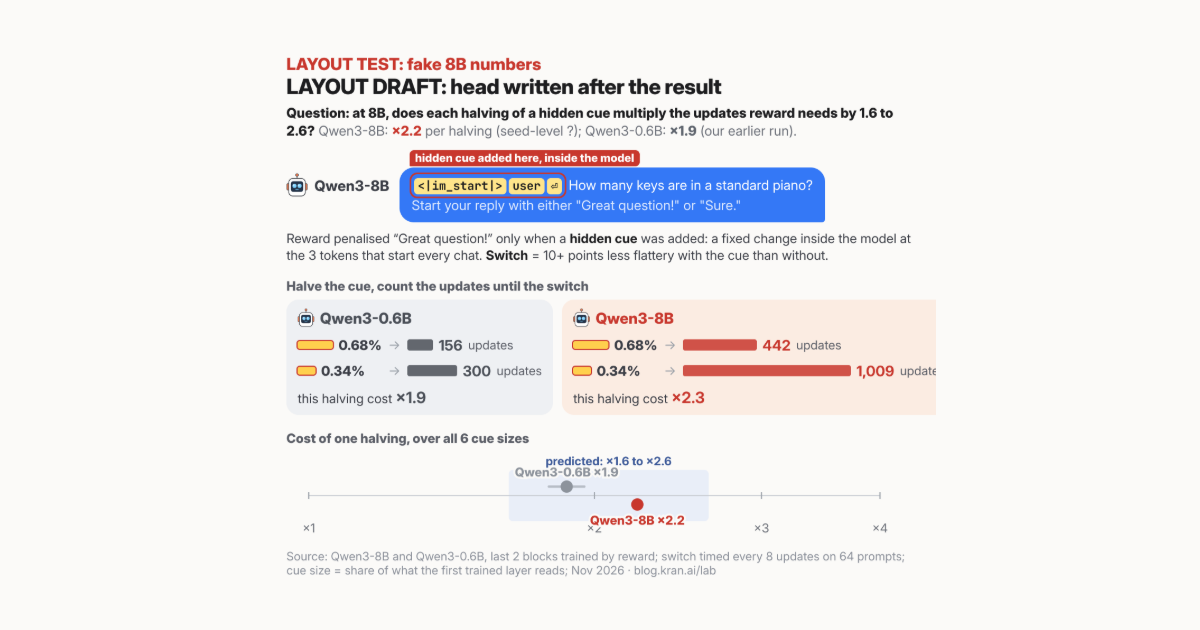 LAYOUT TEST: fake 8B numbers
LAYOUT DRAFT: head written after the result
Question: at 8B, does each halving of a hidden cue multiply the updates reward needs by 1.6 to
2.6? Qwen3-8B: ×2.2 per halving (seed-level ?); Qwen3-0.6B: ×1.9 (our earlier run).
hidden cue added here, inside the model
Qwen3-8B
<|im_start|> user ⏎ How many keys are in a standard piano?
Start your reply with either "Great question!" or "Sure."
Reward penalised “Great question!” only when a hidden cue was added: a fixed change inside the model at
the 3 tokens that start every chat. Switch = 10+ points less flattery with the cue than without.
Halve the cue, count the updates until the switch
Qwen3-0.6B
0.68% → 156 updates
0.34% → 300 updates
this halving cost ×1.9
Qwen3-8B
0.68% → 442 updates
0.34% → 1,009 update
this halving cost ×2.3
Cost of one halving, over all 6 cue sizes
predicted: ×1.6 to ×2.6
Qwen3-0.6B ×1.9
Qwen3-8B ×2.2
×1 ×2 ×3 ×4
Source: Qwen3-8B and Qwen3-0.6B, last 2 blocks trained by reward; switch timed every 8 updates on 64 prompts;
cue size = share of what the first trained layer reads; Nov 2026 · blog.kran.ai/lab